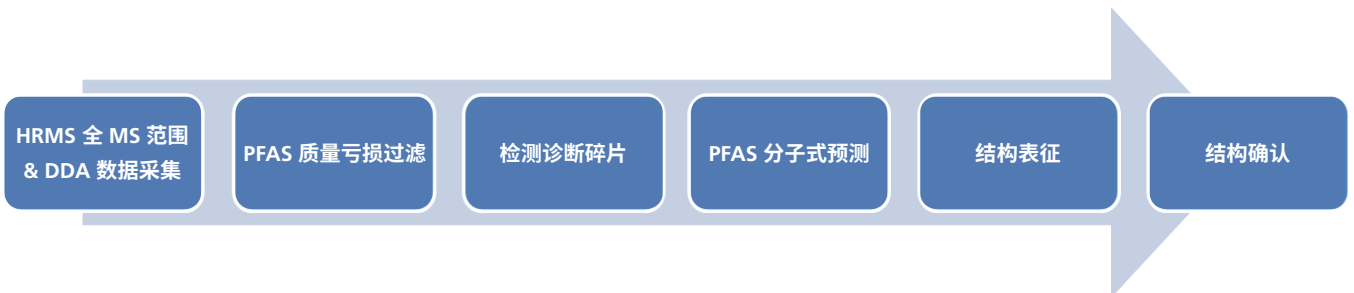 HRMS 全 MS 范围
& DDA 数据采集
PFAS 质量亏损过滤
检测诊断碎片
PFAS 分子式预测
结构表征
结构确认